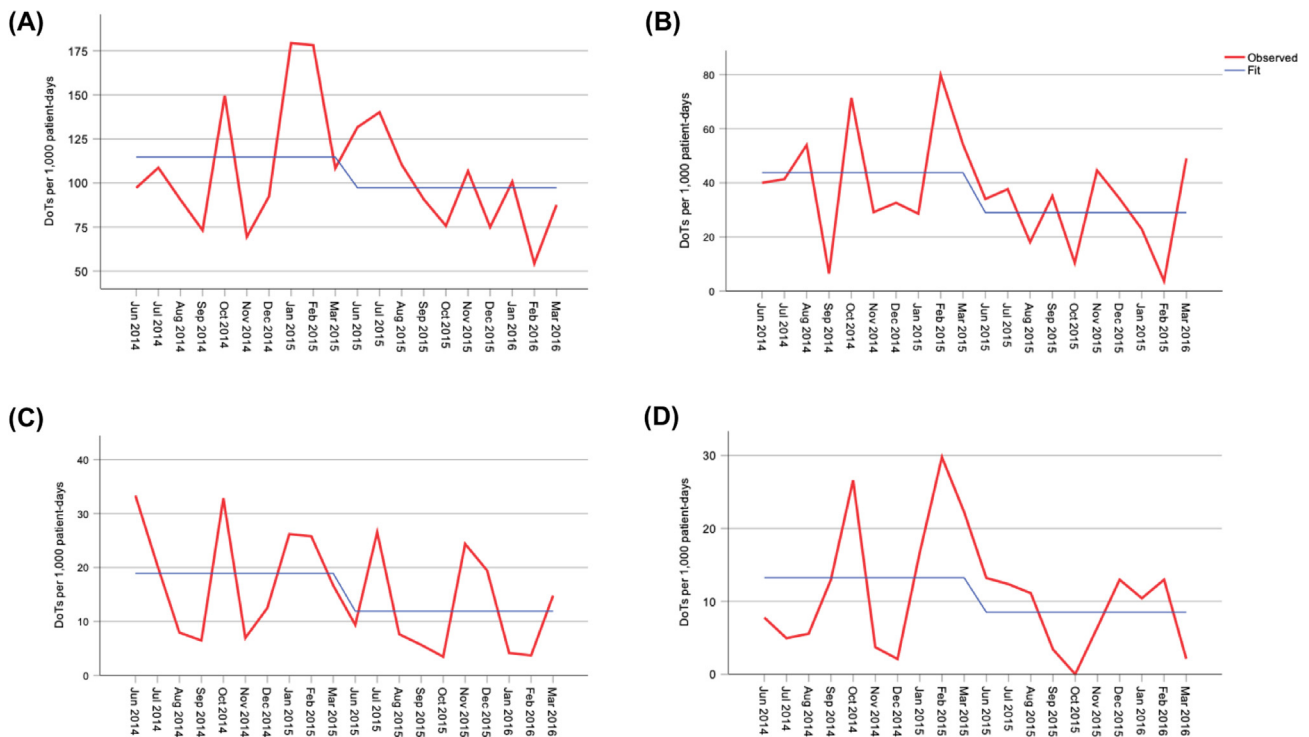 (A)
DoTs per 1,000 patient-days
175
150
125
100
75
50
Jun 2014
Jul 2014
Aug 2014
Sep 2014
Oct 2014
Nov 2014
Dec 2014
Jan 2015
Feb 2015
Mar 2015
Jun 2015
Jul 2015
Aug 2015
Sep 2015
Oct 2015
Nov 2015
Dec 2015
Jan 2016
Feb 2016
Mar 2016
(B)
DoTs per 1,000 patient-days
80
60
40
20
0
Jun 2014
Jul 2014
Aug 2014
Sep 2014
Oct 2014
Nov 2014
Dec 2014
Jan 2015
Feb 2015
Mar 2015
Jun 2015
Jul 2015
Aug 2015
Sep 2015
Oct 2015
Nov 2015
Dec 2015
Jan 2016
Feb 2016
Mar 2016
Observed
Fit
(C)
DoTs per 1,000 patient-days
40
30
20
10
0
Jun 2014
Jul 2014
Aug 2014
Sep 2014
Oct 2014
Nov 2014
Dec 2014
Jan 2015
Feb 2015
Mar 2015
Jun 2015
Jul 2015
Aug 2015
Sep 2015
Oct 2015
Nov 2015
Dec 2015
Jan 2016
Feb 2016
Mar 2016
(D)
DoTs per 1,000 patient-days
30
20
10
0
Jun 2014
Jul 2014
Aug 2014
Sep 2014
Oct 2014
Nov 2014
Dec 2014
Jan 2015
Feb 2015
Mar 2015
Jun 2015
Jul 2015
Aug 2015
Sep 2015
Oct 2015
Nov 2015
Dec 2015
Jan 2016
Feb 2016
Mar 2016